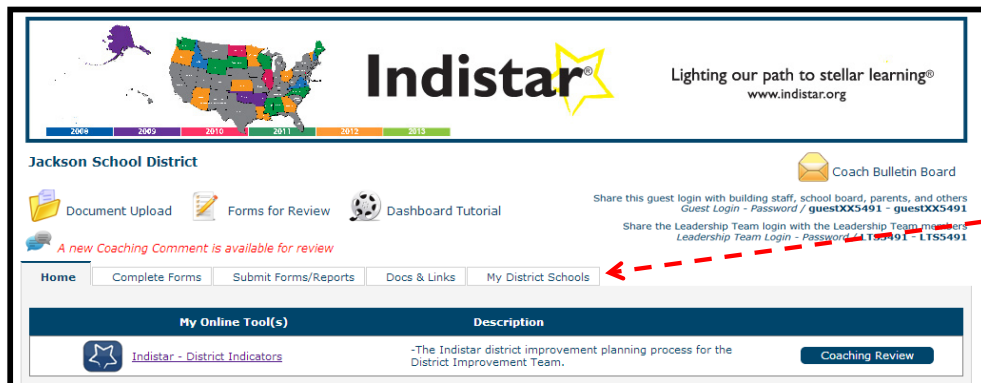 Indistar®
Lighting our path to stellar learning®
www.indistar.org
2008 2009 2010 2011 2012 2013
Jackson School District
Coach Bulletin Board
Document Upload Forms for Review Dashboard Tutorial
Share this guest login with building staff, school board, parents, and others
Guest Login - Password / guestXX5491 - guestXX5491
Share the Leadership Team login with the Leadership Team members
Leadership Team Login - Password / LTS5491 - LTS5491
A new Coaching Comment is available for review
Home Complete Forms Submit Forms/Reports Docs & Links My District Schools
My Online Tool(s) Description
Indistar - District Indicators
-The Indistar district improvement planning process for the
District Improvement Team.
Coaching Review